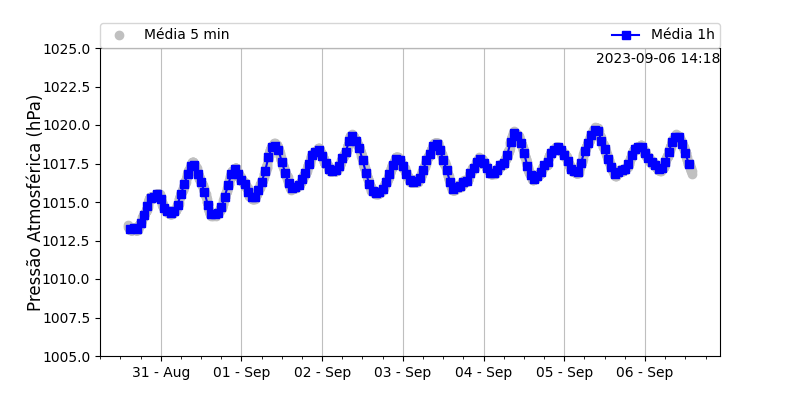 Média 5 min
Média 1h
2023-09-06 14:18
Pressão Atmosférica (hPa)
1025.0
1022.5
1020.0
1017.5
1015.0
1012.5
1010.0
1007.5
1005.0
31 - Aug
01 - Sep
02 - Sep
03 - Sep
04 - Sep
05 - Sep
06 - Sep